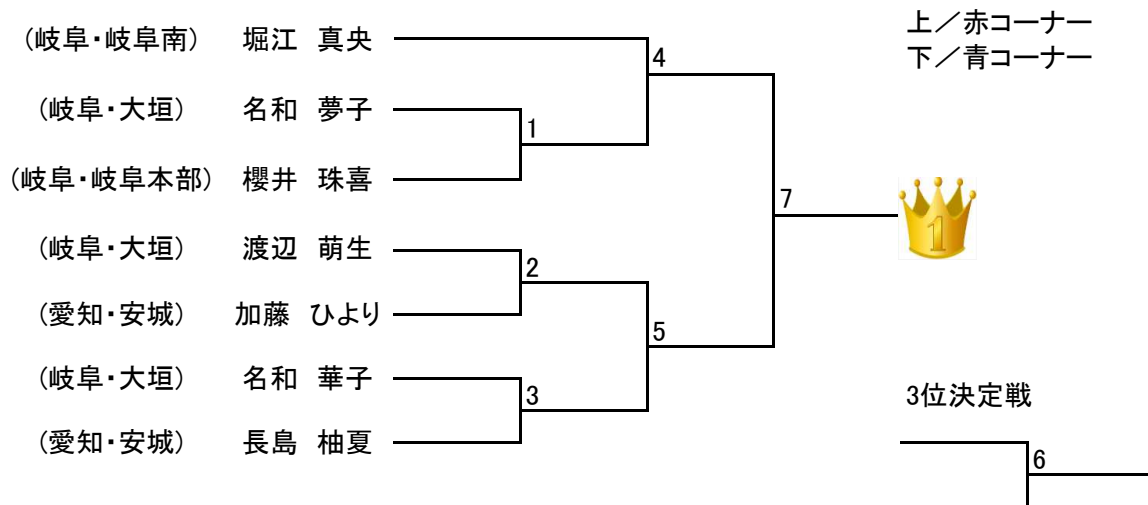 上／赤コーナー
下／青コーナー
(岐阜・岐阜南) 堀江 真央
(岐阜・大垣) 名和 夢子
(岐阜・岐阜本部) 櫻井 珠喜
(岐阜・大垣) 渡辺 萌生
(愛知・安城) 加藤 ひより
(岐阜・大垣) 名和 華子
(愛知・安城) 長島 柚夏
4
1
7
1
2
5
3
3位決定戦
6